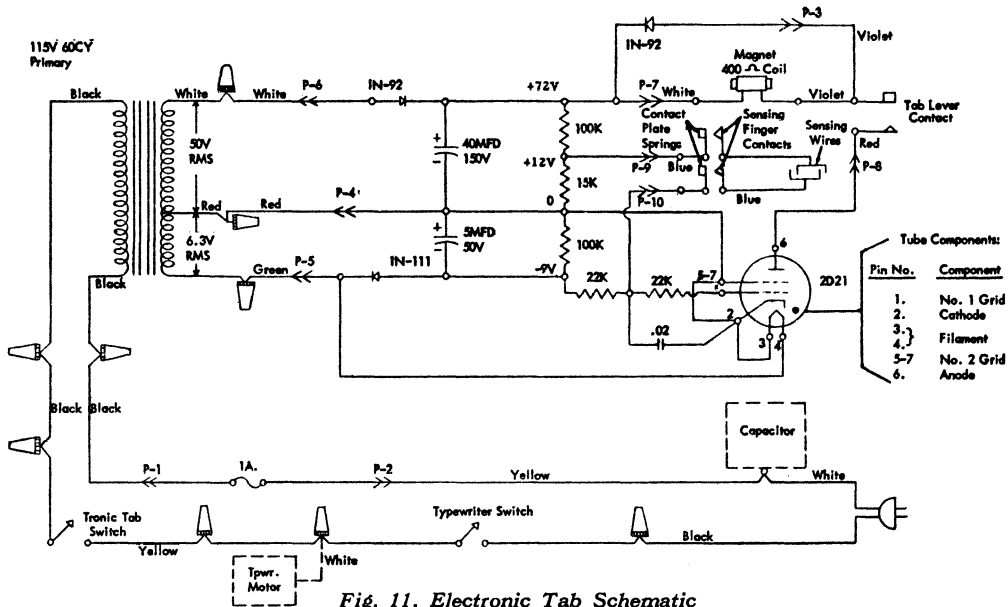 115V 60CY
Primary
Black
White
White
P-6
IN-92
+72V
IN-92
P-3
Violet
Magnet
400 Ω Coil
P-7
White
Violet
Tab Lever
Contact
50V
RMS
40MFD
150V
100K
Contact
Plate
Springs
Sensing
Finger
Contacts
Sensing
Wires
Red
P-8
+12V
P-9
Blue
15K
P-10
Blue
Red
P-4
Red
0
6.3V
RMS
5MFD
50V
100K
6
Green
P-5
IN-111
-9V
22K
22K
5-7
2D21
Black
.02
2
3
4
Tube Components:
Pin No. Component
1. No. 1 Grid
2. Cathode
3. } Filament
4.
5-7 No. 2 Grid
6. Anode
Black
Black
Capacitor
P-1
1A.
P-2
Yellow
White
Tronic Tab
Switch
Yellow
Typewriter Switch
Black
White
Tpwr.
Motor
Fig. 11. Electronic Tab Schematic